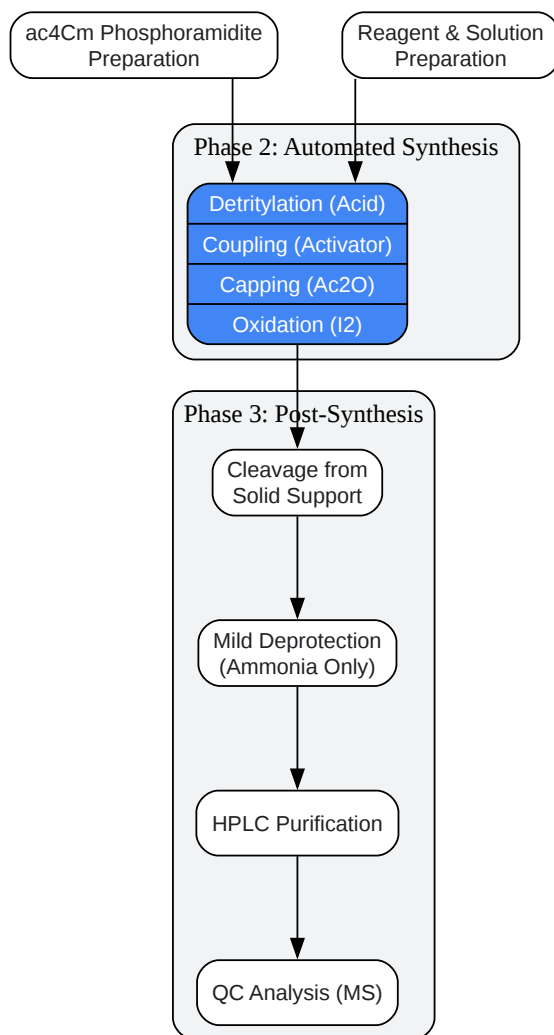 ac4Cm Phosphoramidite
Preparation
Reagent & Solution
Preparation
Phase 2: Automated Synthesis
Detritylation (Acid)
Coupling (Activator)
Capping (Ac2O)
Oxidation (I2)
Phase 3: Post-Synthesis
Cleavage from
Solid Support
Mild Deprotection
(Ammonia Only)
HPLC Purification
QC Analysis (MS)